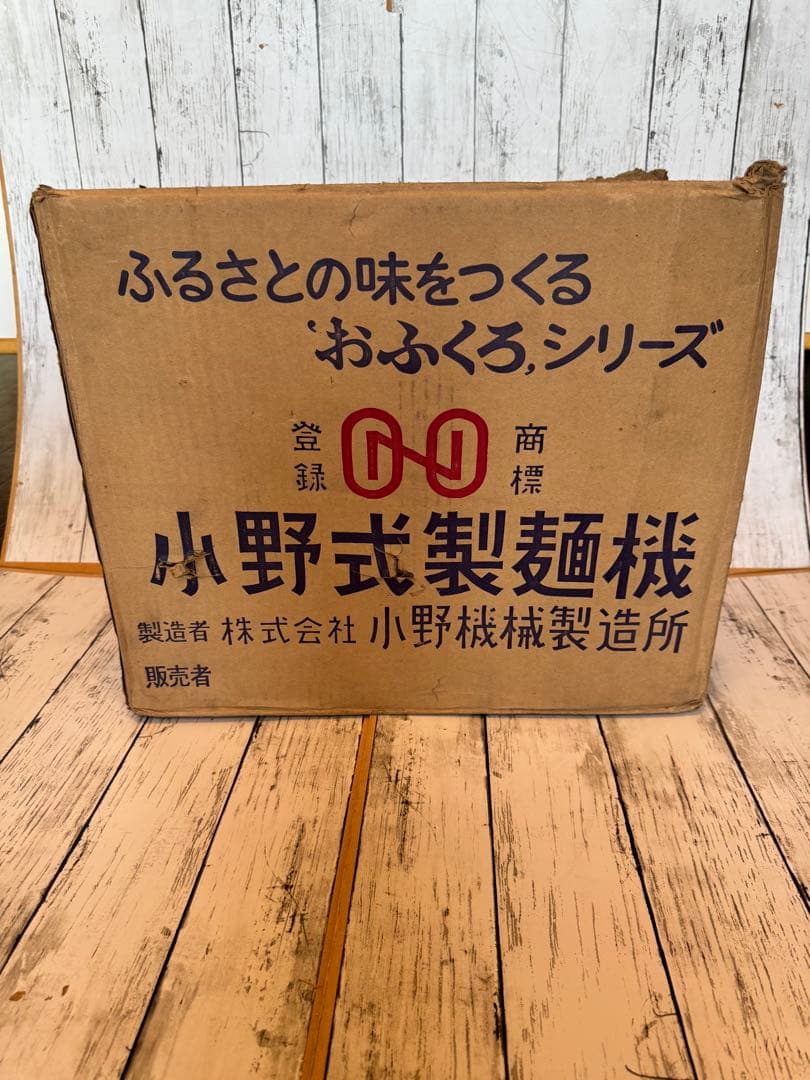 ふるさとの味をつくる
“おふくろ„シリーズ
登録 商標
小野式製麺機
製造者 株式会社 小野機械製造所
販売者